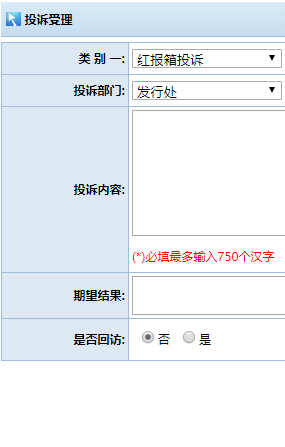 投诉受理
类 别 一: 红报箱投诉
投诉部门: 发行处
投诉内容:
(*)必填最多输入750个汉字
期望结果:
是否回访: 否 是